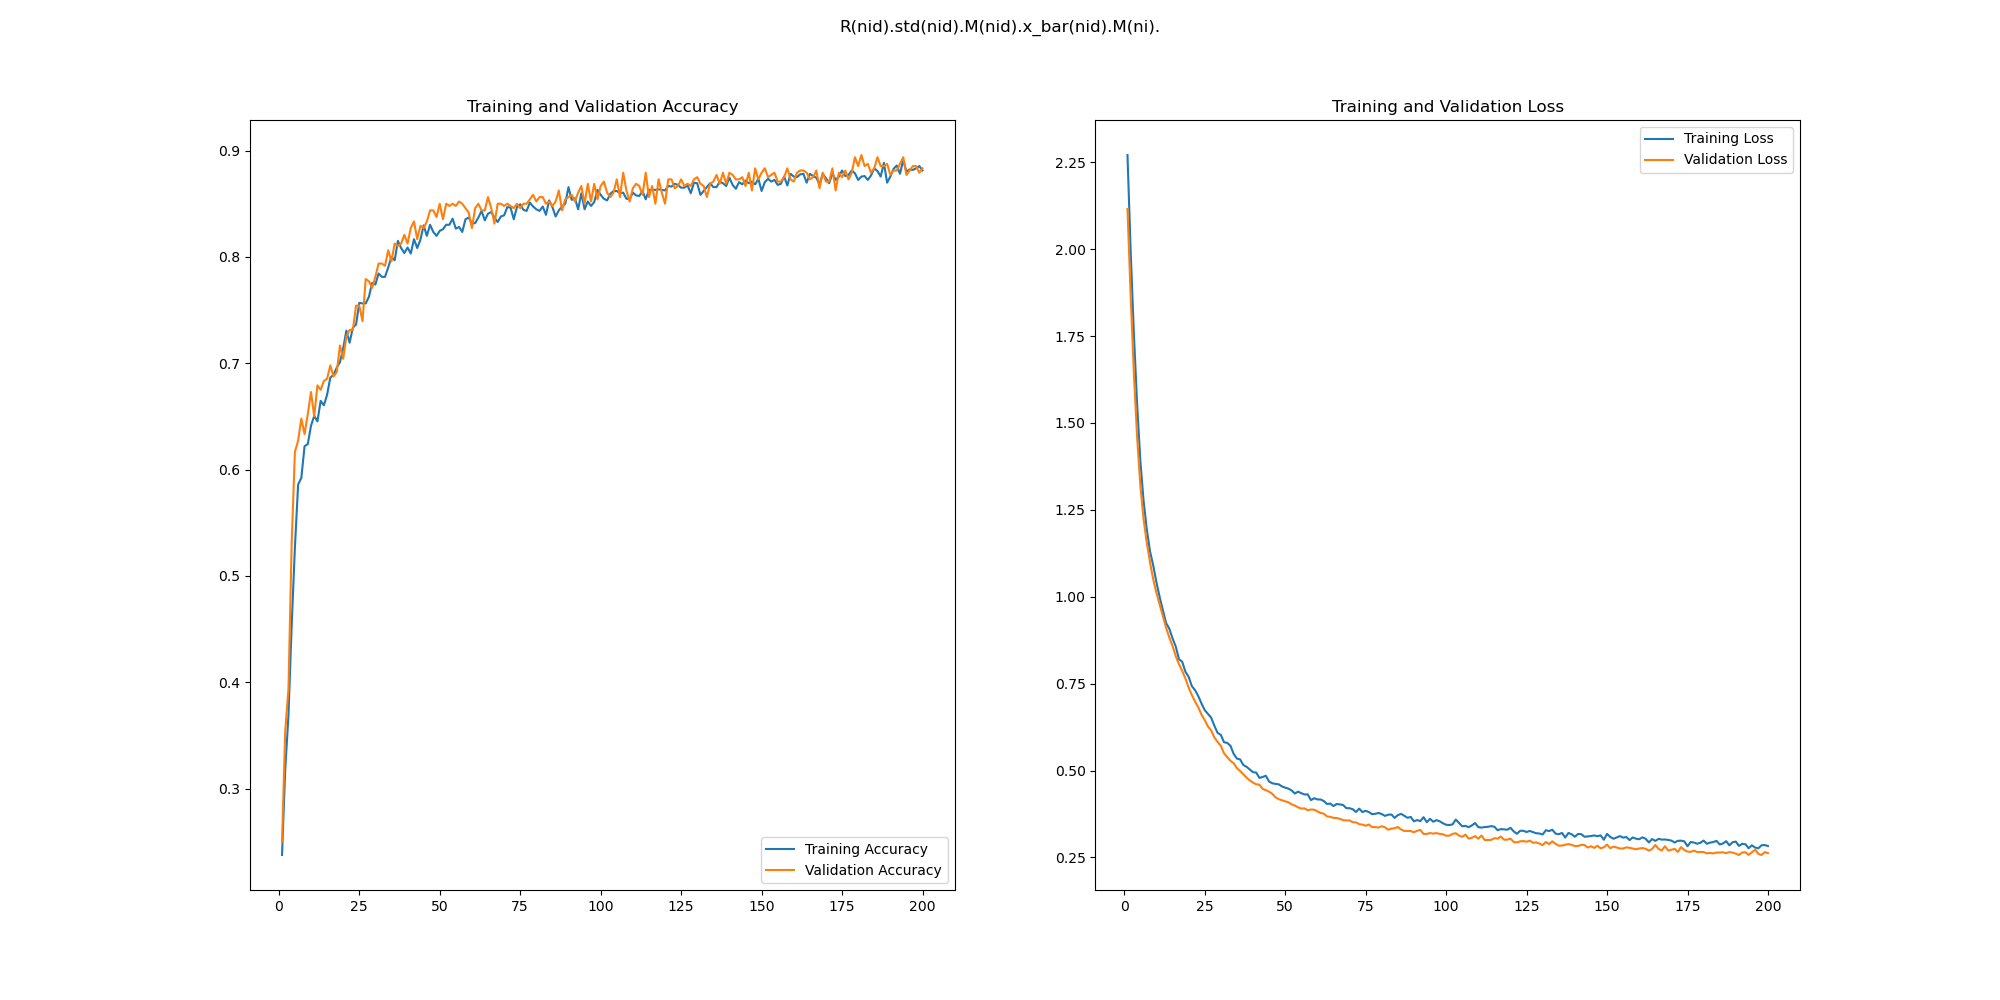 R(nid).std(nid).M(nid).x_bar(nid).M(ni).
Training and Validation Accuracy
0.9
0.8
0.7
0.6
0.5
0.4
0.3
Training Accuracy
Validation Accuracy
0 25 50 75 100 125 150 175 200
Training and Validation Loss
Training Loss
Validation Loss
2.25
2.00
1.75
1.50
1.25
1.00
0.75
0.50
0.25
0 25 50 75 100 125 150 175 200